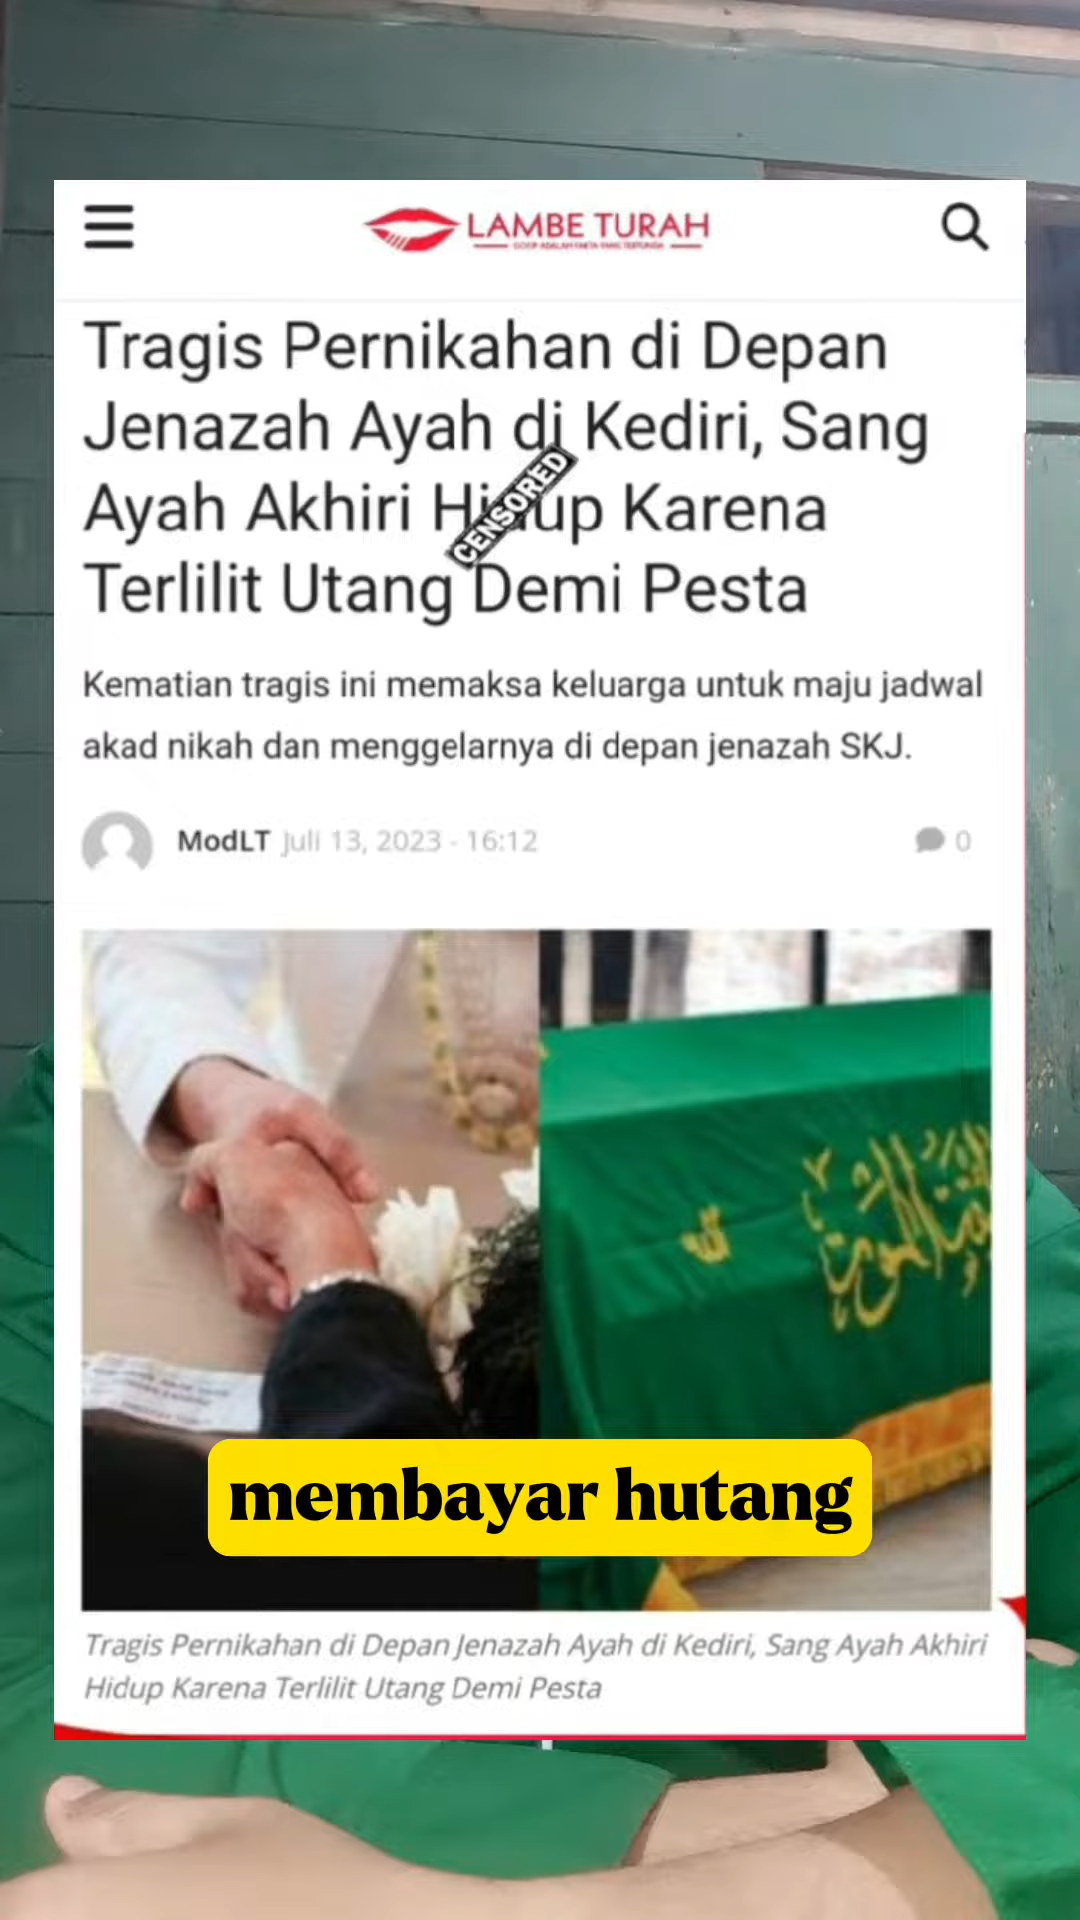 LAMBE TURAH
Tragis Pernikahan di Depan
Jenazah Ayah di Kediri, Sang
Ayah Akhiri Hidup Karena
CENSORED
Terlilit Utang Demi Pesta
Kematian tragis ini memaksa keluarga untuk maju jadwal
akad nikah dan menggelarnya di depan jenazah SKJ.
ModLT Juli 13, 2023 - 16:12
0
membayar hutang
Tragis Pernikahan di Depan Jenazah Ayah di Kediri, Sang Ayah Akhiri
Hidup Karena Terlilit Utang Demi Pesta